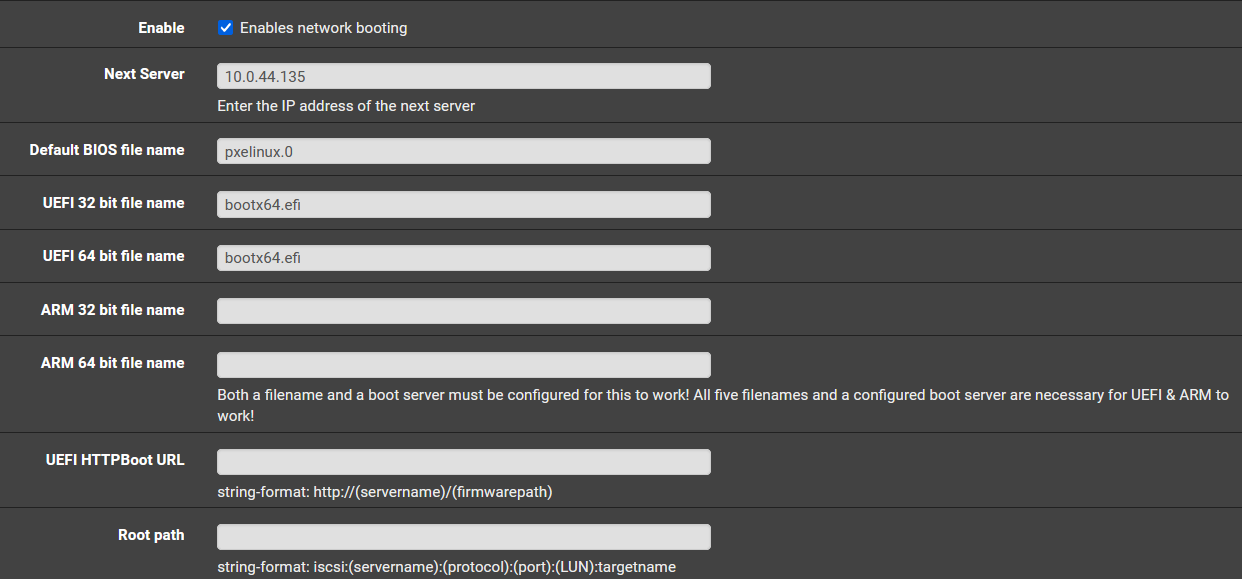 Enable Enables network booting
Next Server 10.0.44.135
Enter the IP address of the next server
Default BIOS file name pxelinux.0
UEFI 32 bit file name bootx64.efi
UEFI 64 bit file name bootx64.efi
ARM 32 bit file name
ARM 64 bit file name
Both a filename and a boot server must be configured for this to work! All five filenames and a configured boot server are necessary for UEFI & ARM to
work!
UEFI HTTPBoot URL
string-format: http://(servername)/(firmwarepath)
Root path
string-format: iscsi:(servername):(protocol):(port):(LUN):targetname